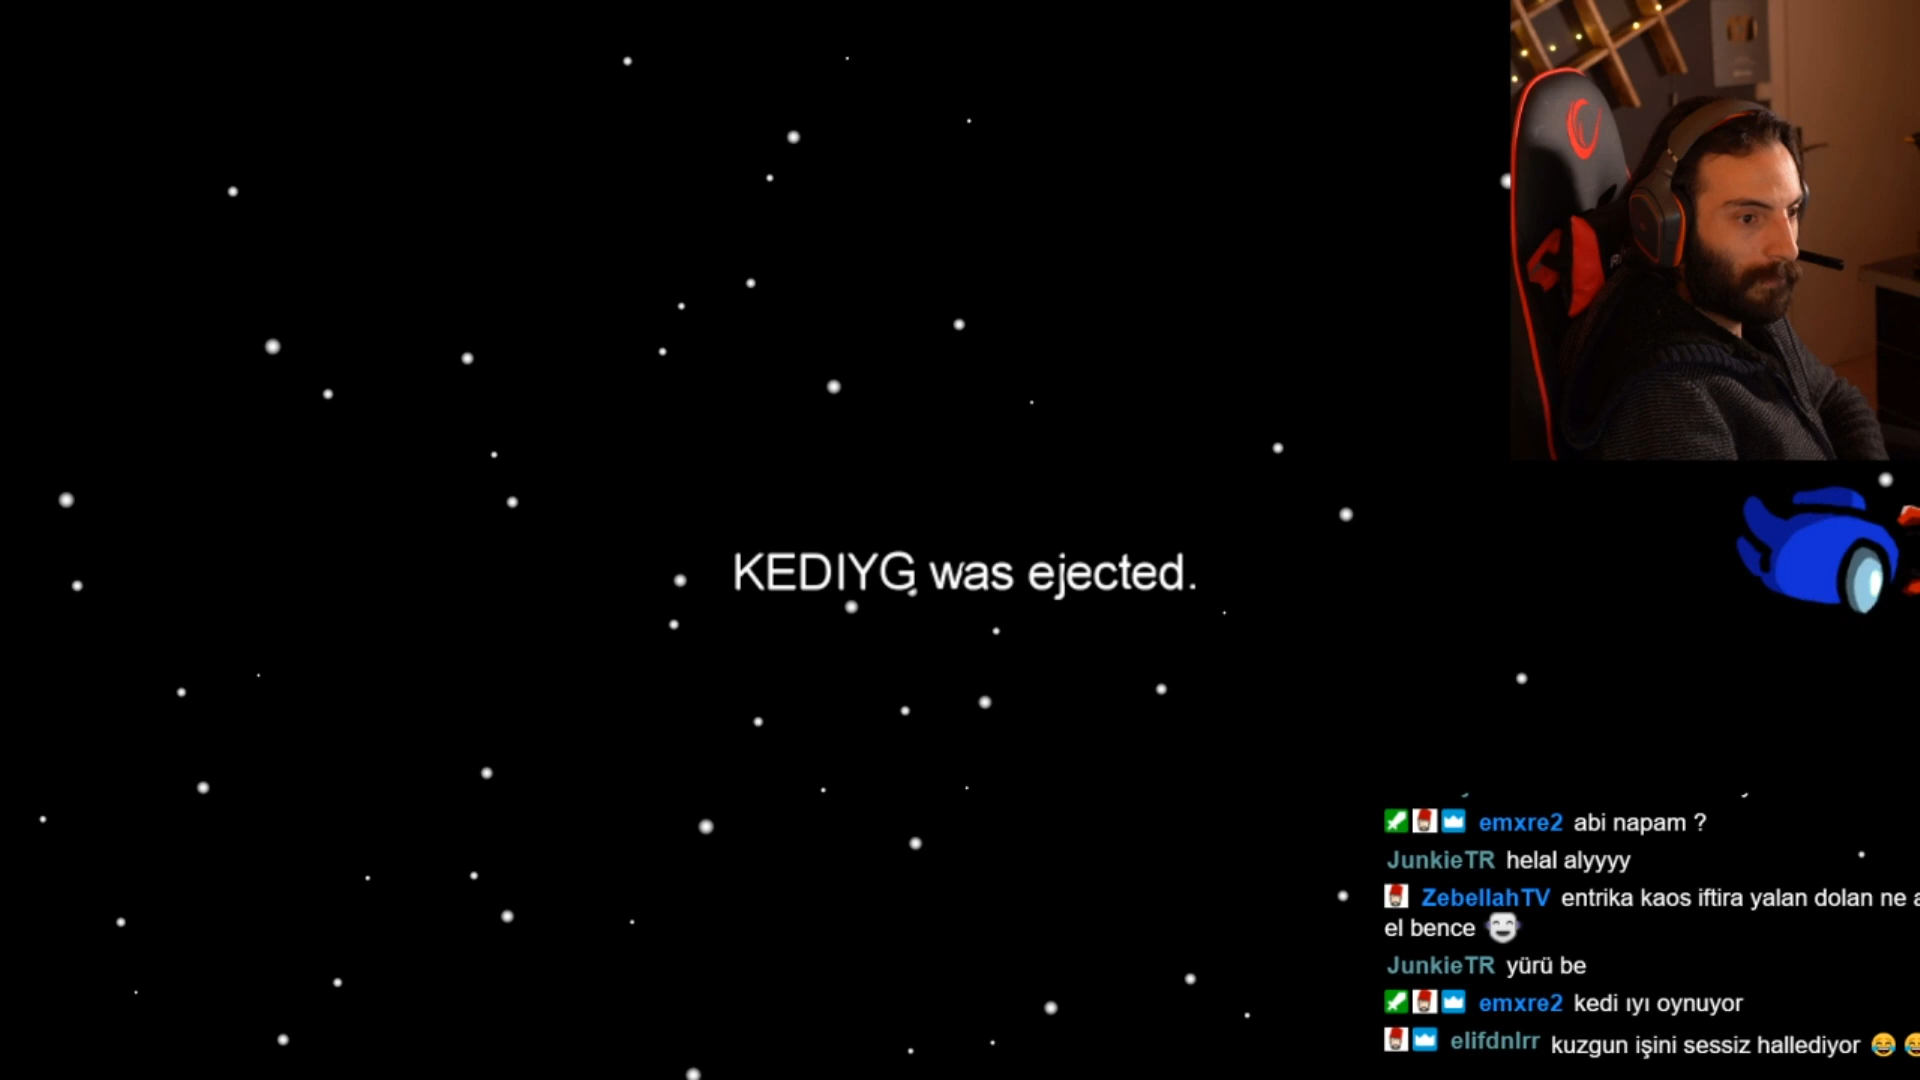 KEDIYG was ejected.
emxre2 abi napam ?
JunkieTR helal alyyyy
ZebellahTV entrika kaos iftira yalan dolan ne
el bence
JunkieTR yürü be
emxre2 kedi ıyı oynuyor
elifdnlrr kuzgun işini sessiz hallediyor 😂